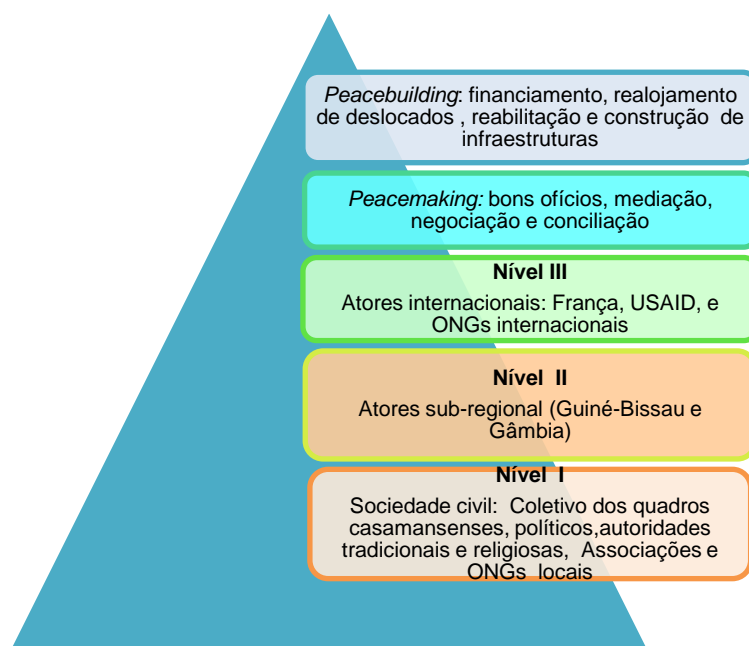 Peacebuilding: financiamento, realojamento
de deslocados , reabilitação e construção de
infraestruturas
Peacemaking: bons ofícios, mediação,
negociação e conciliação
Nível III
Atores internacionais: França, USAID, e
ONGs internacionais
Nível II
Atores sub-regional (Guiné-Bissau e
Gâmbia)
Nível I
Sociedade civil: Coletivo dos quadros
casamansenses, políticos,autoridades
tradicionais e religiosas, Associações e
ONGs locais